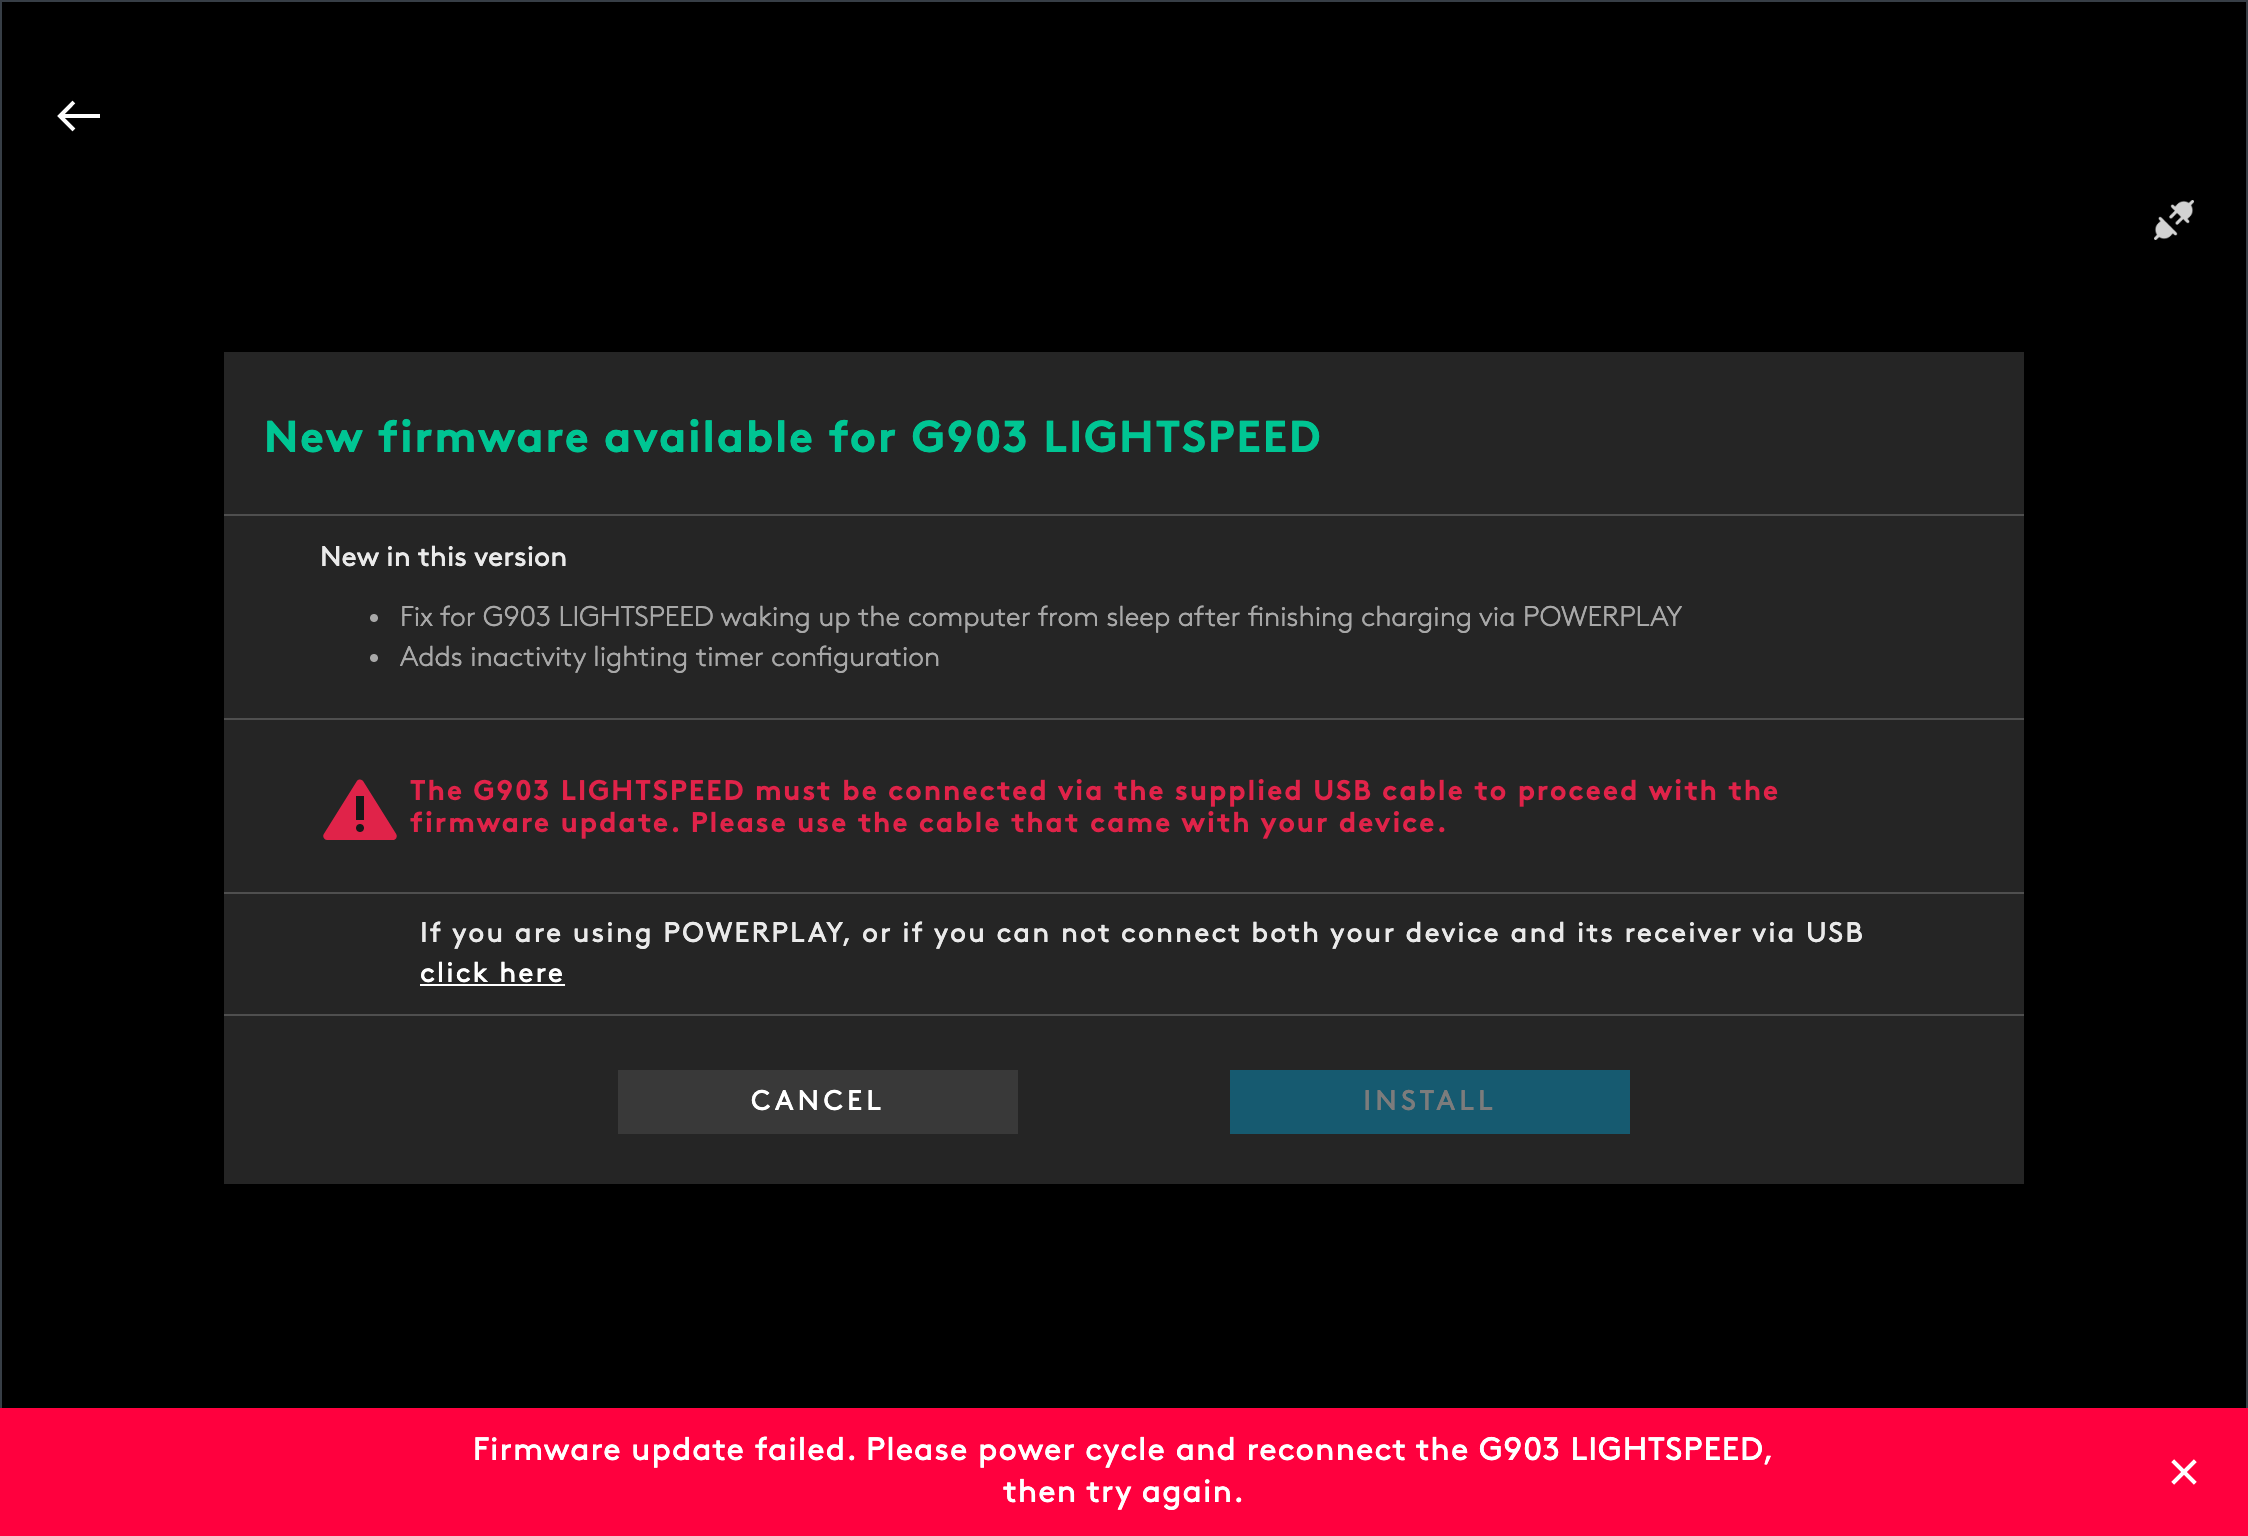 New firmware available for G903 LIGHTSPEED
New in this version
• Fix for G903 LIGHTSPEED waking up the computer from sleep after finishing charging via POWERPLAY
• Adds inactivity lighting timer configuration
The G903 LIGHTSPEED must be connected via the supplied USB cable to proceed with the
firmware update. Please use the cable that came with your device.
If you are using POWERPLAY, or if you can not connect both your device and its receiver via USB
click here
CANCEL
INSTALL
Firmware update failed. Please power cycle and reconnect the G903 LIGHTSPEED,
then try again.